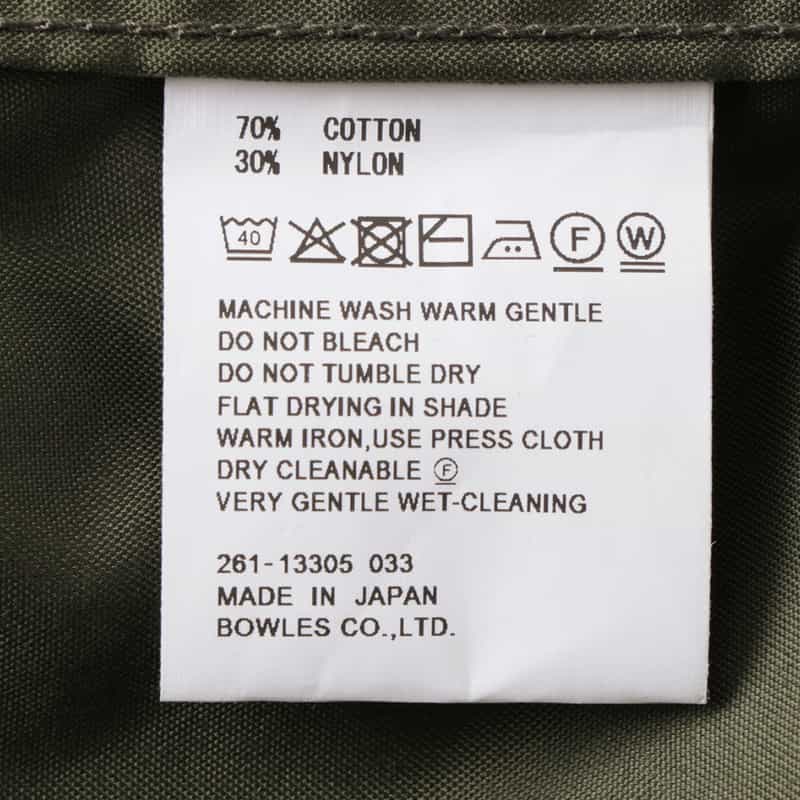 70% COTTON
30% NYLON
40 F W
MACHINE WASH WARM GENTLE
DO NOT BLEACH
DO NOT TUMBLE DRY
FLAT DRYING IN SHADE
WARM IRON,USE PRESS CLOTH
DRY CLEANABLE Ⓕ
VERY GENTLE WET-CLEANING
261-13305 033
MADE IN JAPAN
BOWLES CO.,LTD.